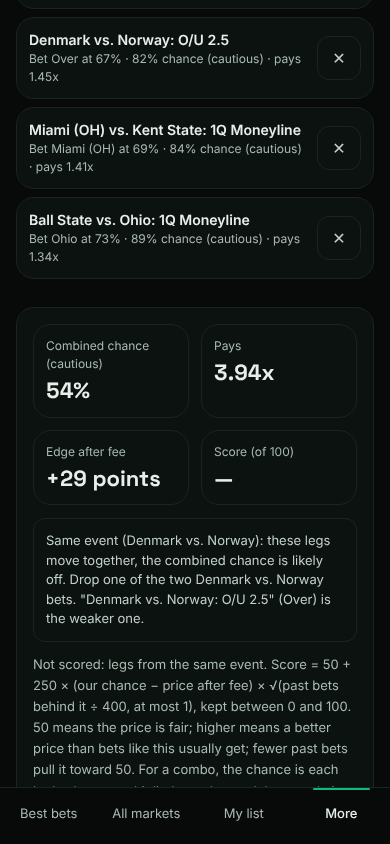 Denmark vs. Norway: O/U 2.5
Bet Over at 67% · 82% chance (cautious) · pays
1.45x
Miami (OH) vs. Kent State: 1Q Moneyline
Bet Miami (OH) at 69% · 84% chance (cautious)
· pays 1.41x
Ball State vs. Ohio: 1Q Moneyline
Bet Ohio at 73% · 89% chance (cautious) · pays
1.34x
Combined chance
(cautious)
54%
Pays
3.94x
Edge after fee
+29 points
Score (of 100)
—
Same event (Denmark vs. Norway): these legs
move together, the combined chance is likely
off. Drop one of the two Denmark vs. Norway
bets. "Denmark vs. Norway: O/U 2.5" (Over) is
the weaker one.
Not scored: legs from the same event. Score = 50 +
250 × (our chance − price after fee) × √(past bets
behind it ÷ 400, at most 1), kept between 0 and 100.
50 means the price is fair; higher means a better
price than bets like this usually get; fewer past bets
pull it toward 50. For a combo, the chance is each
Best bets
All markets
My list
More